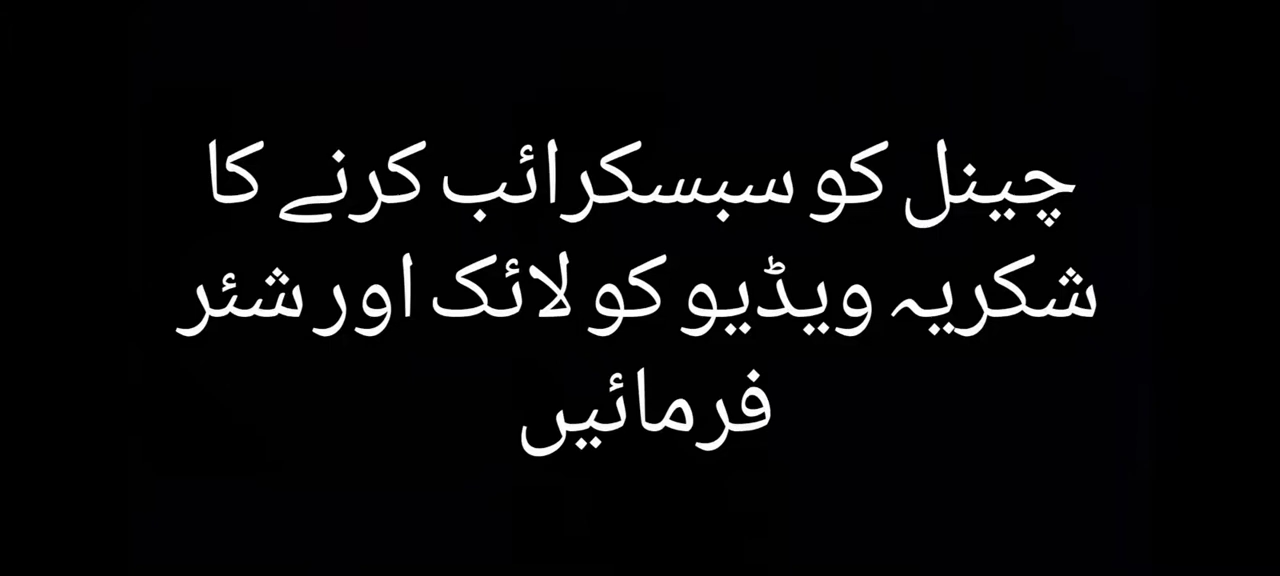 چینل کو سبسکرائب کرنے کا
شکریہ ویڈیو کو لائک اور شئر
فرمائیں